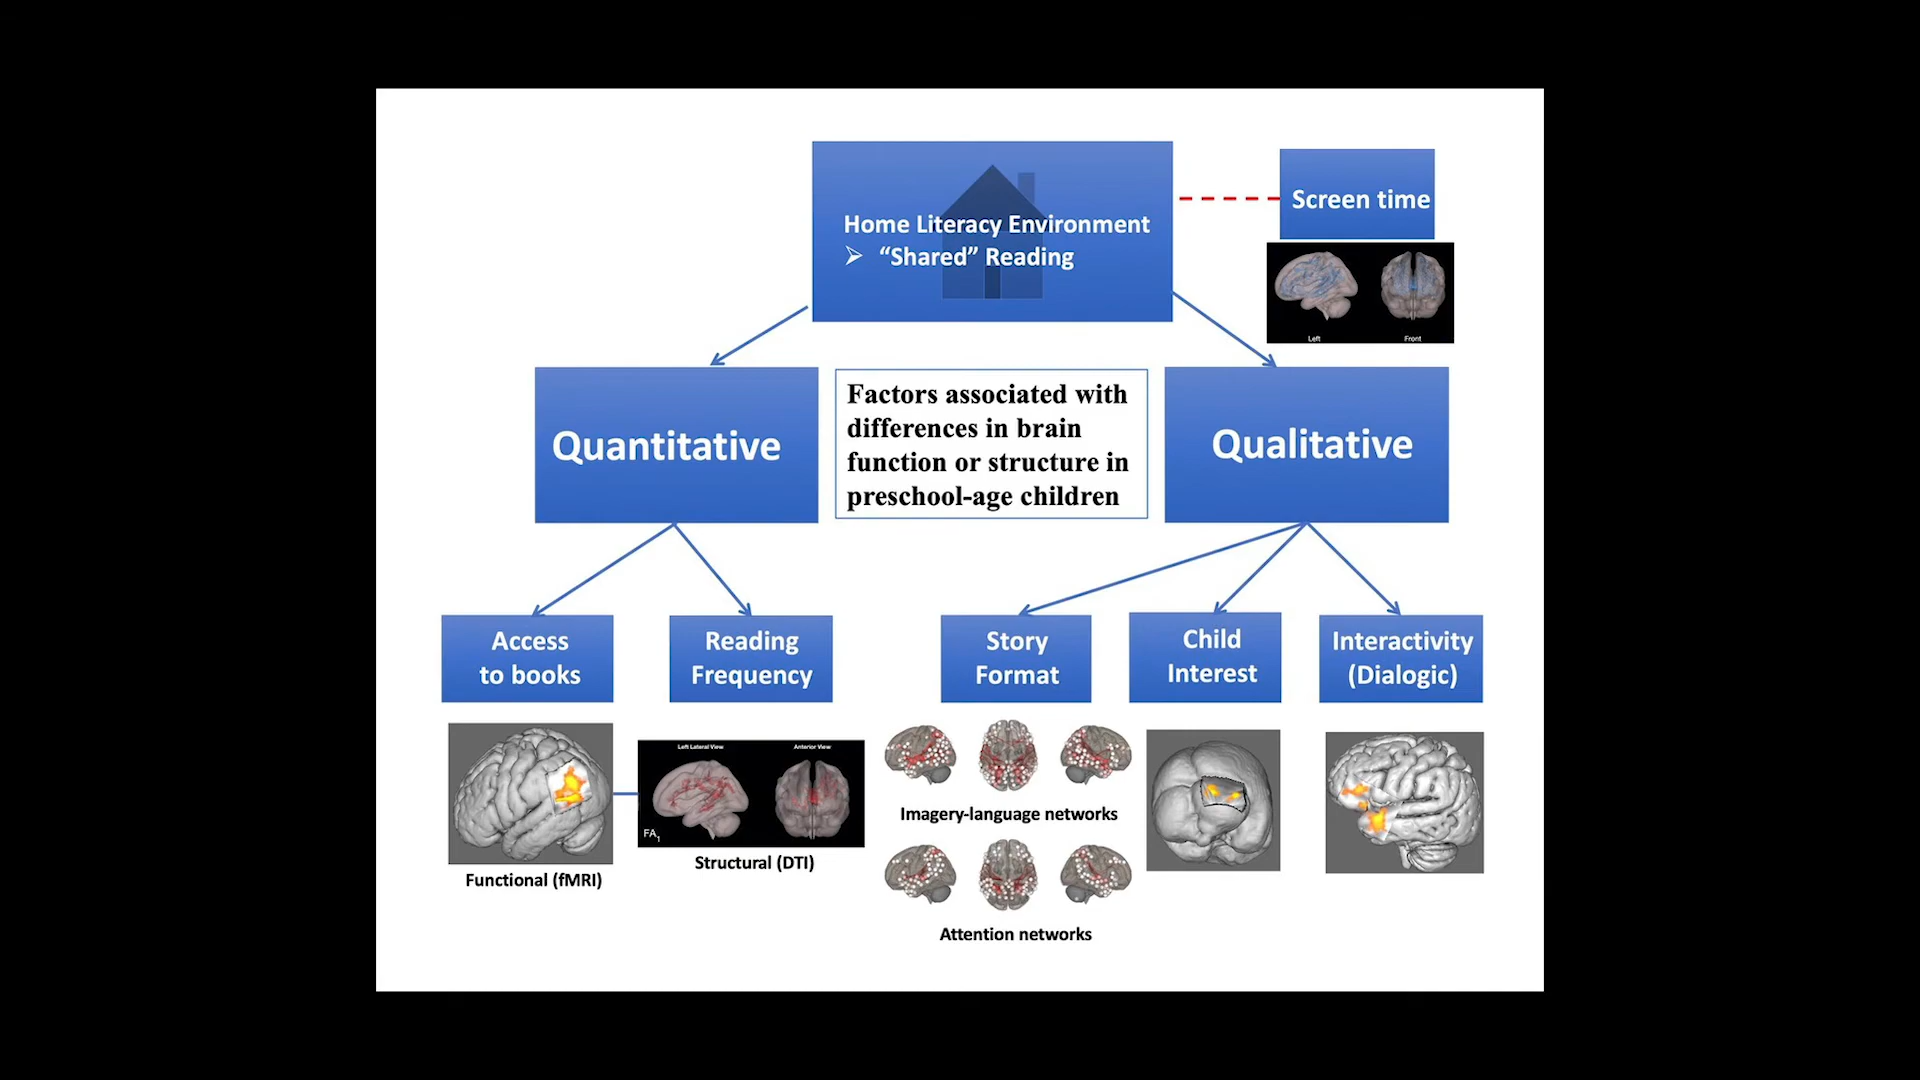 Home Literacy Environment
➢ “Shared” Reading
Screen time
Left
Front
Quantitative
Factors associated with
differences in brain
function or structure in
preschool-age children
Qualitative
Access
to books
Reading
Frequency
Story
Format
Child
Interest
Interactivity
(Dialogic)
Left Lateral View
Anterior View
FA1
Functional (fMRI)
Structural (DTI)
Imagery-language networks
Attention networks